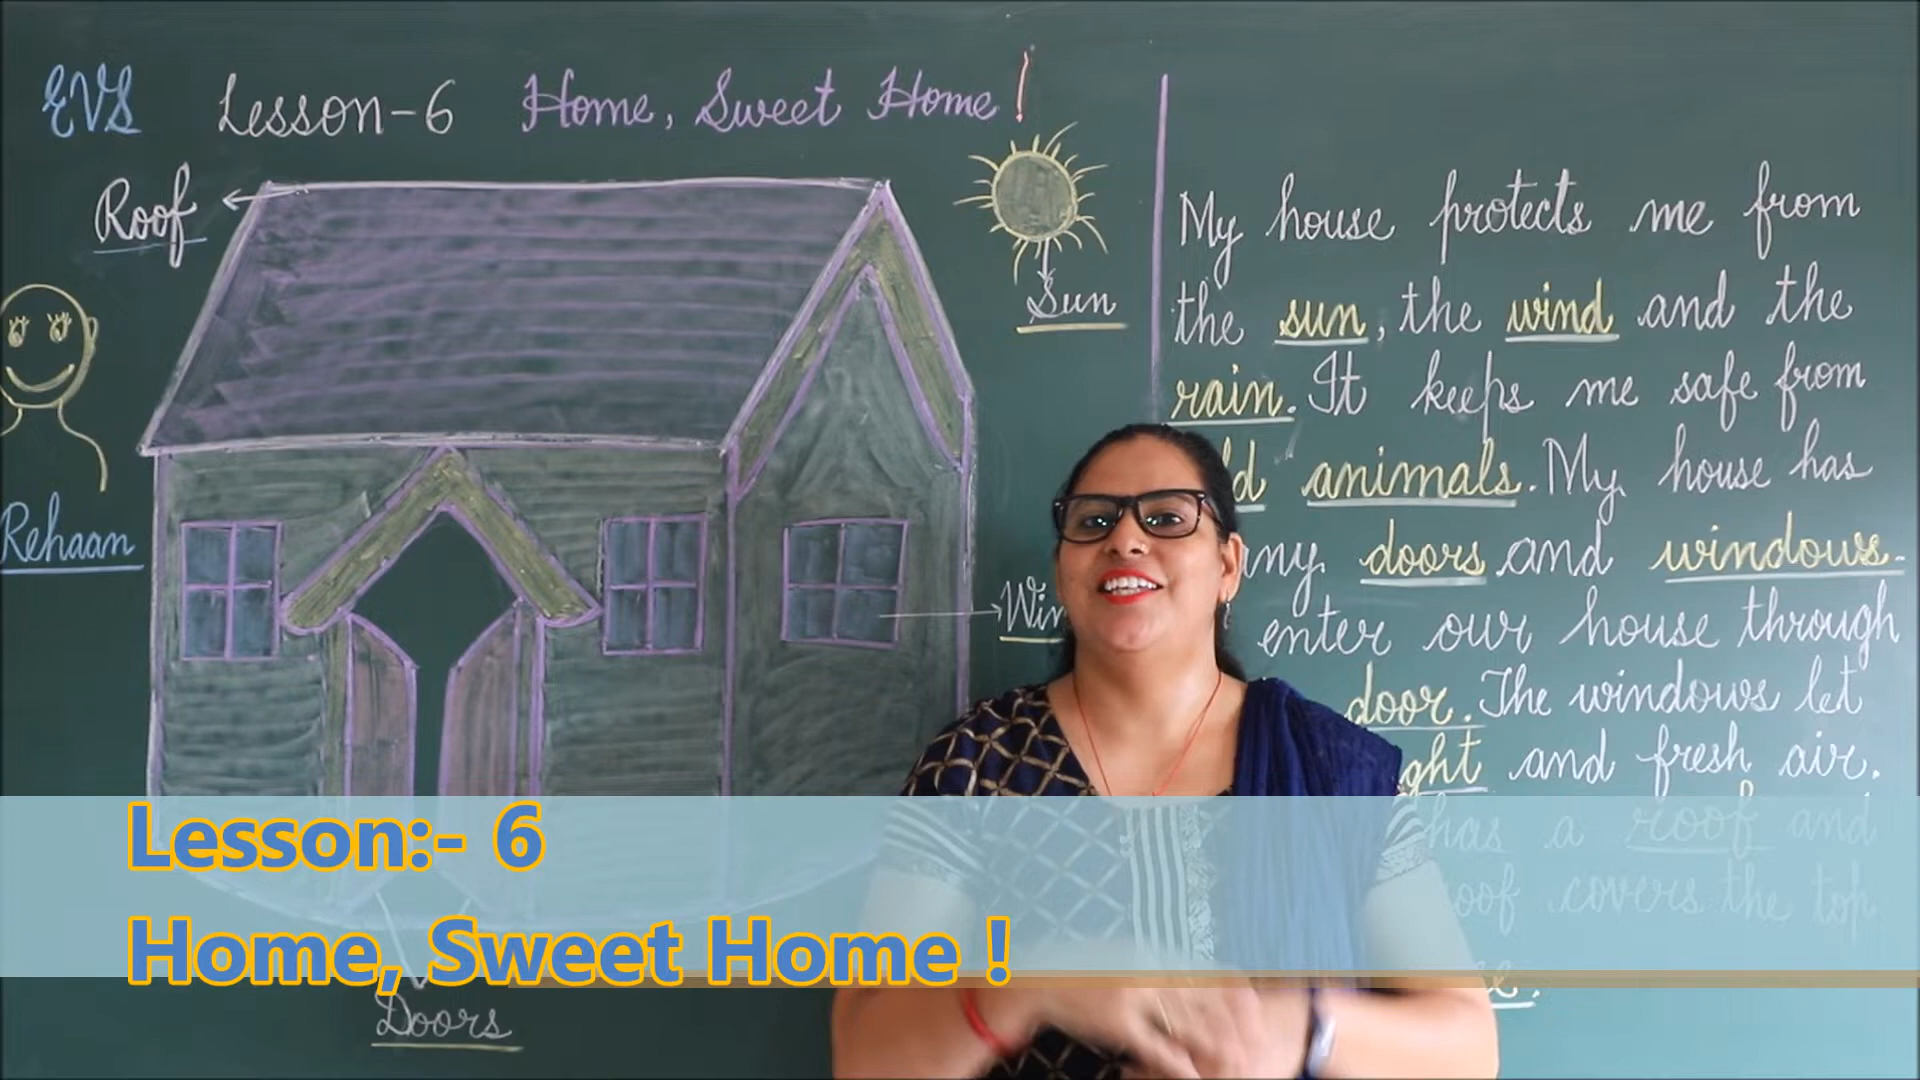 EVS Lesson-6 Home, Sweet Home!
Roof
Sun
Rehaan
Doors
My house protects me from
the sun, the wind and the
rain. It keeps me safe from
animals. My house has
doors and windows.
enter our house through
door. The windows let
and fresh air.
has a roof and
roof covers the top
Lesson:- 6
Home, Sweet Home !